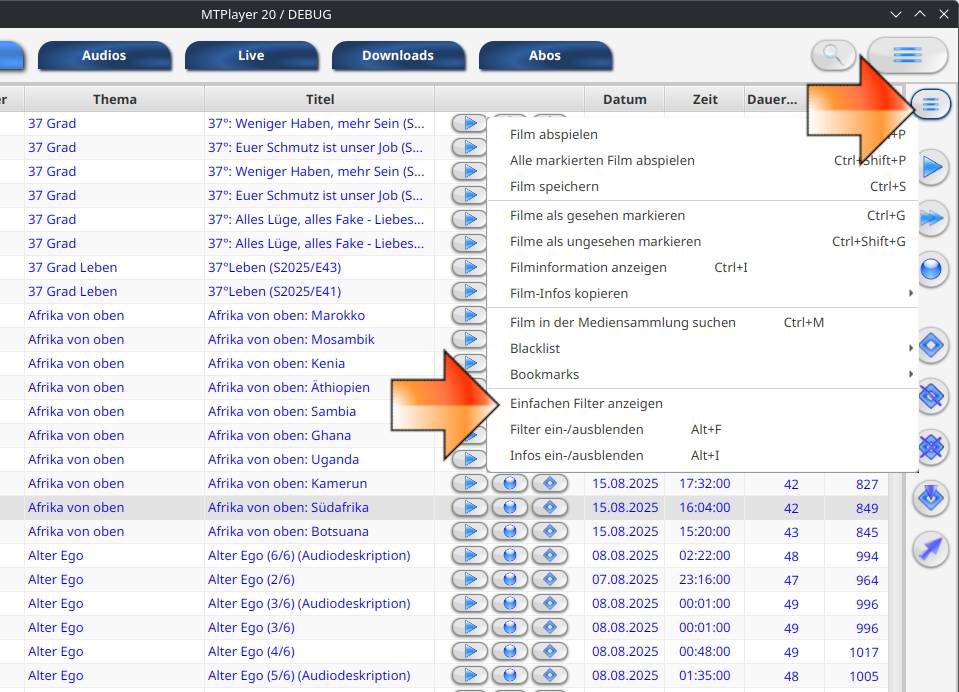 MTPlayer 20 / DEBUG
Audios Live Downloads Abos
Thema Titel Datum Zeit Dauer...
37 Grad 37°: Weniger Haben, mehr Sein (S...
37 Grad 37°: Euer Schmutz ist unser Job (S...
37 Grad 37°: Weniger Haben, mehr Sein (S...
37 Grad 37°: Euer Schmutz ist unser Job (S...
37 Grad 37°: Alles Lüge, alles Fake - Liebes...
37 Grad 37°: Alles Lüge, alles Fake - Liebes...
37 Grad Leben 37°Leben (S2025/E43)
37 Grad Leben 37°Leben (S2025/E41)
Afrika von oben Afrika von oben: Marokko
Afrika von oben Afrika von oben: Mosambik
Afrika von oben Afrika von oben: Kenia
Afrika von oben Afrika von oben: Äthiopien
Afrika von oben Afrika von oben: Sambia
Afrika von oben Afrika von oben: Ghana
Afrika von oben Afrika von oben: Uganda
Afrika von oben Afrika von oben: Kamerun 15.08.2025 17:32:00 42 827
Afrika von oben Afrika von oben: Südafrika 15.08.2025 16:04:00 42 849
Afrika von oben Afrika von oben: Botsuana 15.08.2025 15:20:00 43 845
Alter Ego Alter Ego (6/6) (Audiodeskription) 08.08.2025 02:22:00 48 994
Alter Ego Alter Ego (2/6) 07.08.2025 23:16:00 47 964
Alter Ego Alter Ego (3/6) (Audiodeskription) 08.08.2025 00:01:00 49 996
Alter Ego Alter Ego (3/6) 08.08.2025 00:01:00 49 996
Alter Ego Alter Ego (4/6) 08.08.2025 00:48:00 49 1017
Alter Ego Alter Ego (5/6) (Audiodeskription) 08.08.2025 01:35:00 48 1005
Film abspielen
Alle markierten Film abspielen Ctrl+Shift+P
Film speichern Ctrl+S
Filme als gesehen markieren Ctrl+G
Filme als ungesehen markieren Ctrl+Shift+G
Filminformation anzeigen Ctrl+I
Film-Infos kopieren
Film in der Mediensammlung suchen Ctrl+M
Blacklist
Bookmarks
Einfachen Filter anzeigen
Filter ein-/ausblenden Alt+F
Infos ein-/ausblenden Alt+I